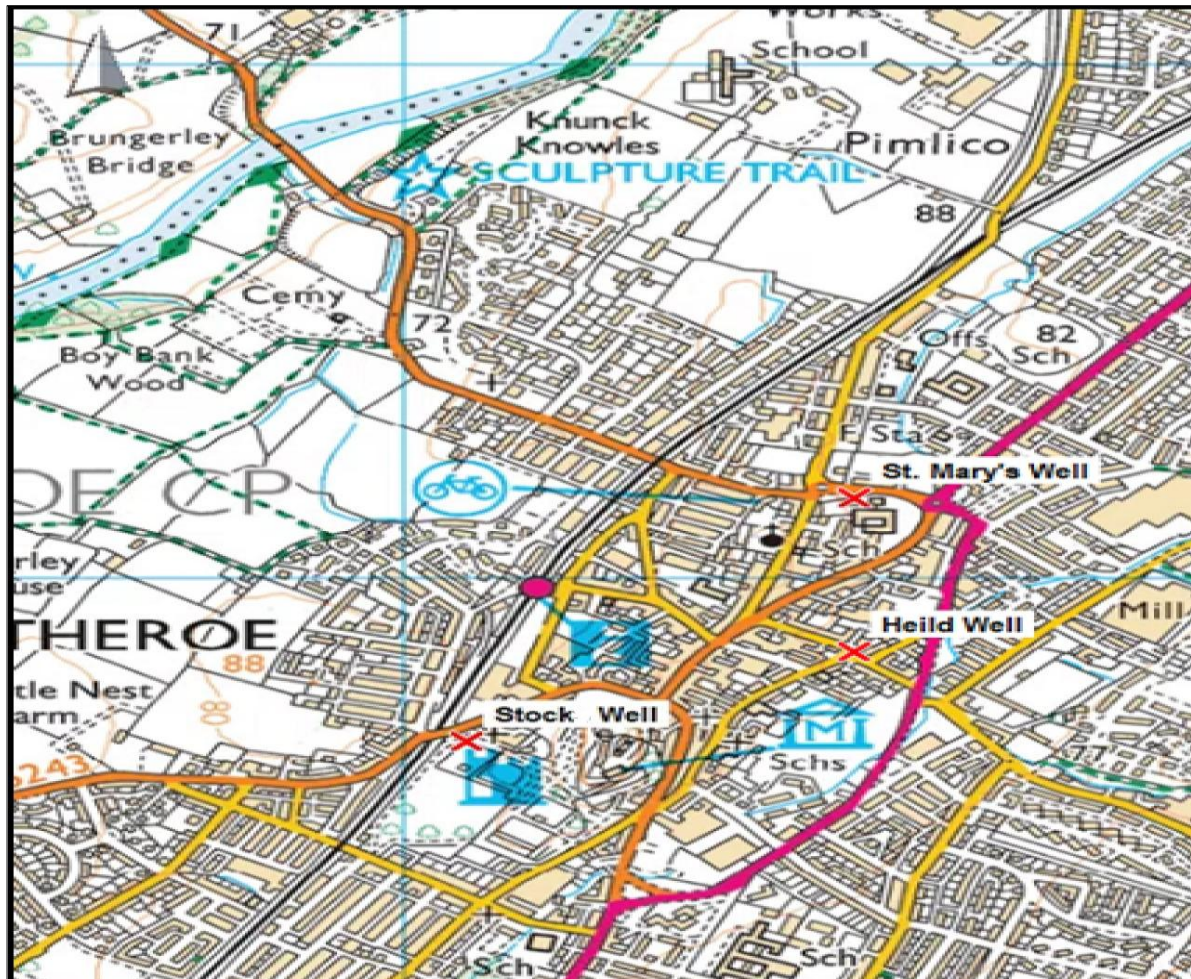 71
Works
School
Brungerley
Bridge
Knunck
Knowles
Pimlico
SCULPTURE TRAIL
88
Cemy
72
Offs
82
Sch
Boy Bank
Wood
F Sta
St. Mary's Well
OE CP
Sch
rley
use
Mill
THEROE
Heild Well
88
tle Nest
arm
80
Stock Well
M
Schs
77
6243
Sch
Sch